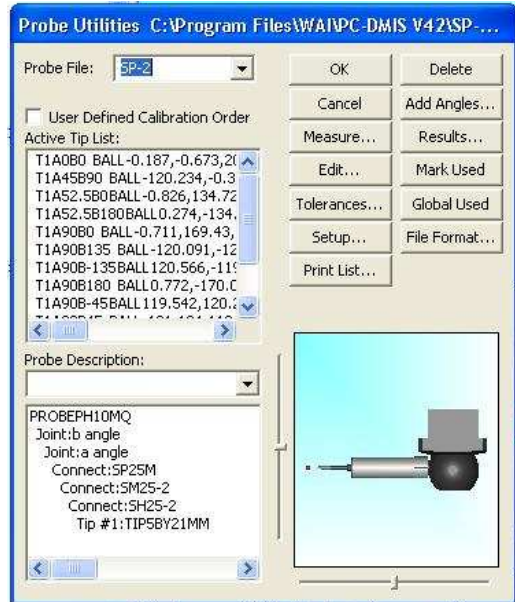 Probe Utilities C:\Program Files\WAI\PC-DMIS V42\SP-...
Probe File: SP-2
OK
Delete
User Defined Calibration Order
Cancel
Add Angles...
Active Tip List:
Measure...
Results...
T1A0B0 BALL-0.187,-0.673,2(
T1A45B90 BALL-120.234,-0.3
T1A52.5B0BALL-0.826,134.72
T1A52.5B180BALL0.274,-134.
T1A90B0 BALL-0.711,169.43,
T1A90B135 BALL-120.091,-12
T1A90B-135BALL120.566,-119
T1A90B180 BALL0.772,-170.0
T1A90B-45BALL119.542,120.2
Edit...
Mark Used
Tolerances...
Global Used
Setup...
File Format...
Print List...
Probe Description:
PROBEPH10MQ
Joint:b angle
Joint:a angle
Connect:SP25M
Connect:SM25-2
Connect:SH25-2
Tip #1:TIP5BY21MM